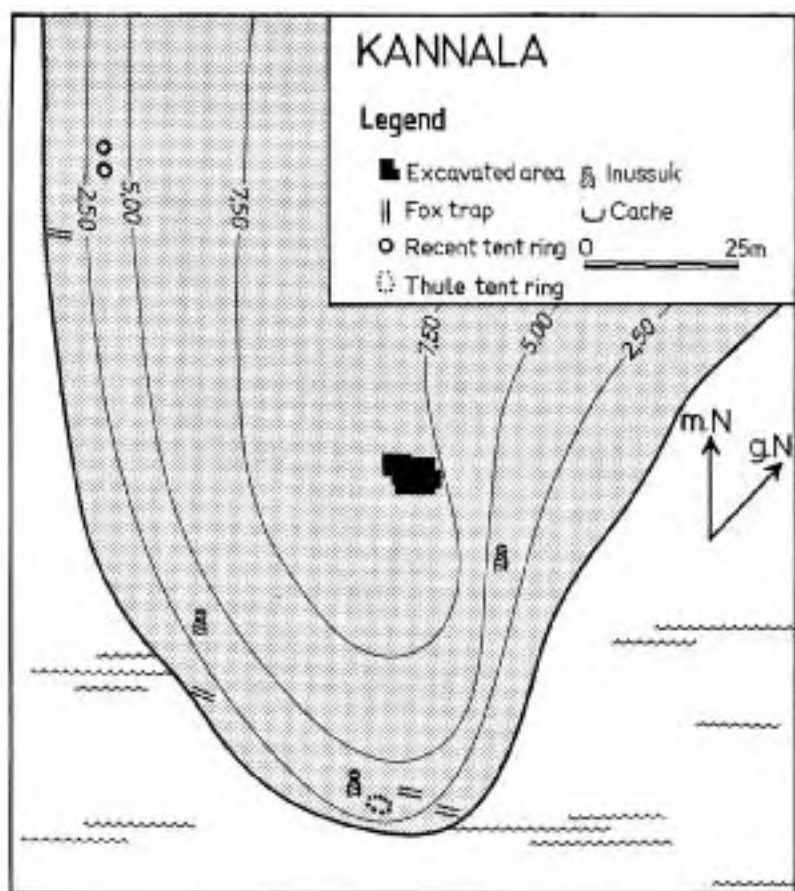 KANNALA
Legend
Excavated area
Inussuk
Fox trap
Cache
Recent tent ring
0 25m
Thule tent ring
2,50
5,00
7,50
7,50
5,00
2,50
m.N
g.N